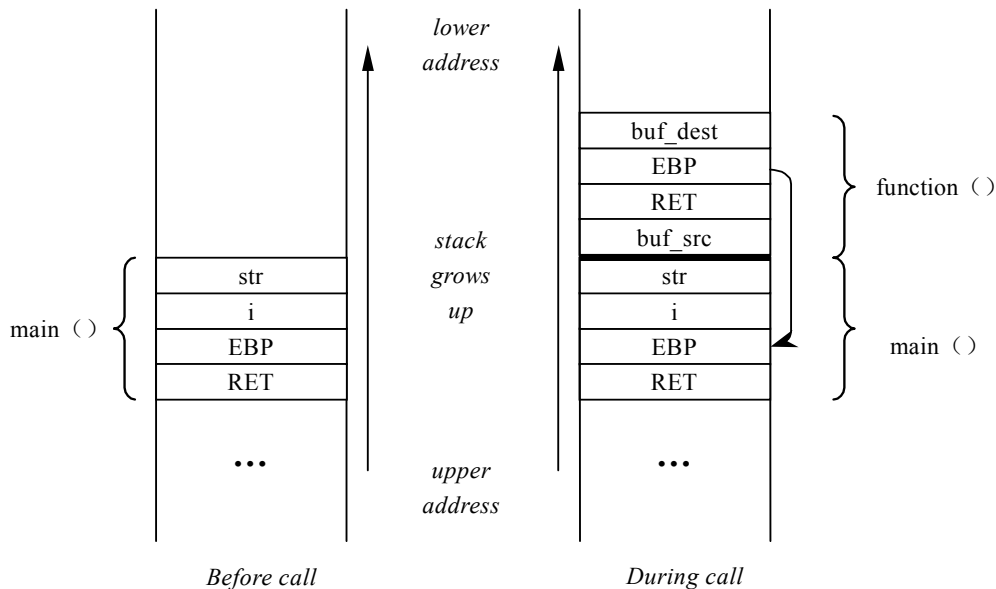 lower
address
buf_dest
EBP
function（）
RET
stack
buf_src
str
grows
str
i
up
i
main（）
EBP
EBP
main（）
RET
RET
...
upper
...
address
Before call
During call